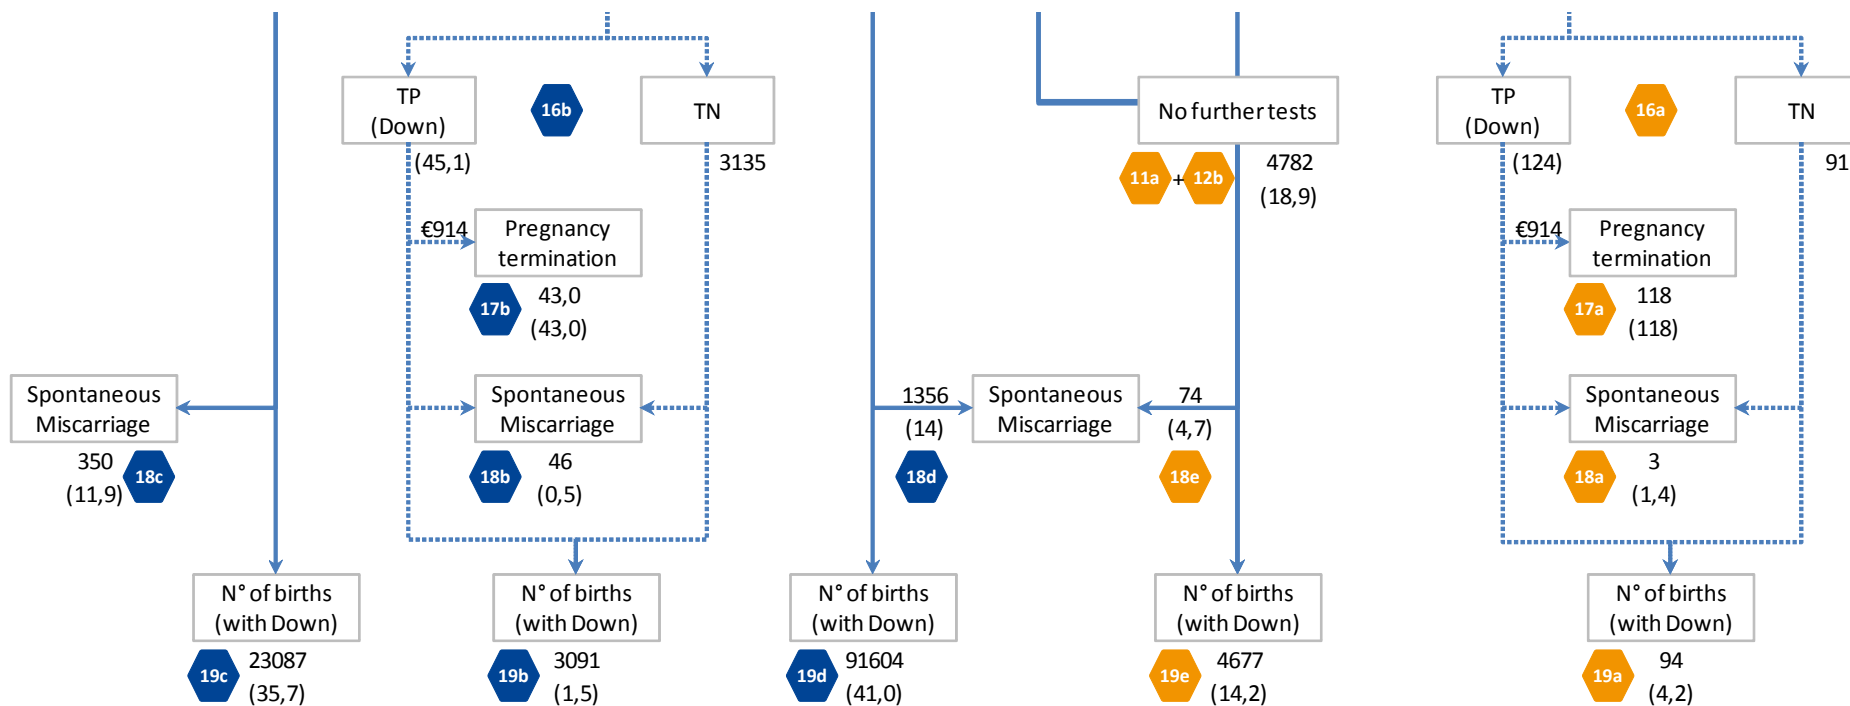 TP
(Down)
16b
TN
No further tests
TP
(Down)
16a
TN
(45,1)
3135
11a
+
12b
4782
(18,9)
(124)
91
€914
Pregnancy
termination
€914
Pregnancy
termination
17b
43,0
(43,0)
17a
118
(118)
Spontaneous
Miscarriage
Spontaneous
Miscarriage
1356
(14)
Spontaneous
Miscarriage
74
(4,7)
Spontaneous
Miscarriage
350
(11,9)
18c
18b
46
(0,5)
18d
18e
18a
3
(1,4)
N° of births
(with Down)
N° of births
(with Down)
N° of births
(with Down)
N° of births
(with Down)
N° of births
(with Down)
19c
23087
(35,7)
19b
3091
(1,5)
19d
91604
(41,0)
19e
4677
(14,2)
19a
94
(4,2)